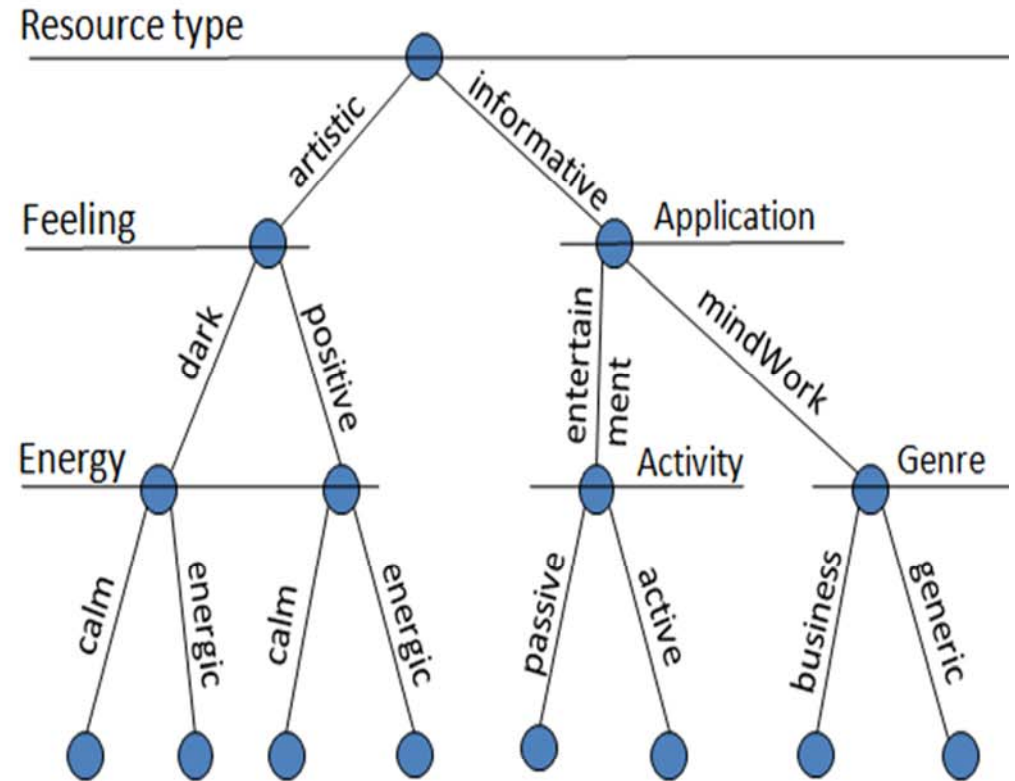 Resource type
artistic
informative
Feeling
Application
dark
positive
entertain
ment
mindWork
Energy
Activity
Genre
calm
energic
calm
energic
passive
active
business
generic